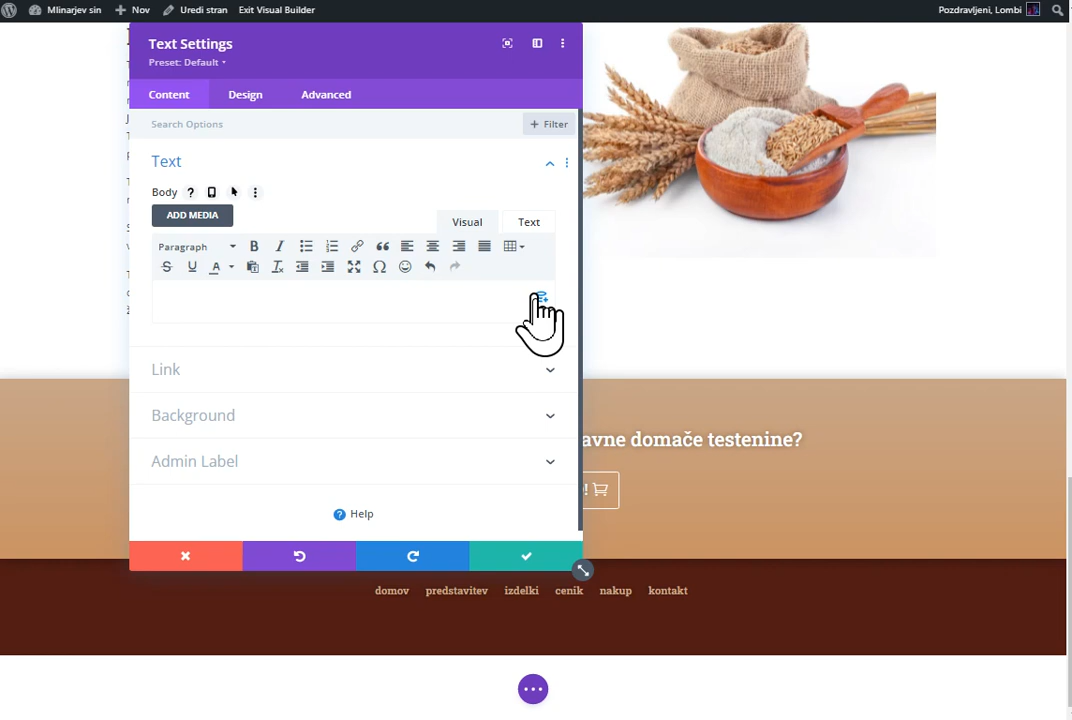 Mlinarjev sin
Nov
Uredi stran
Exit Visual Builder
Pozdravljeni, Lombi
Text Settings
Preset: Default
Content
Design
Advanced
Search Options
+ Filter
Text
Body
ADD MEDIA
Visual
Text
Paragraph
Link
Background
avne domače testenine?
Admin Label
Help
domov
predstavitev
izdelki
cenik
nakup
kontakt